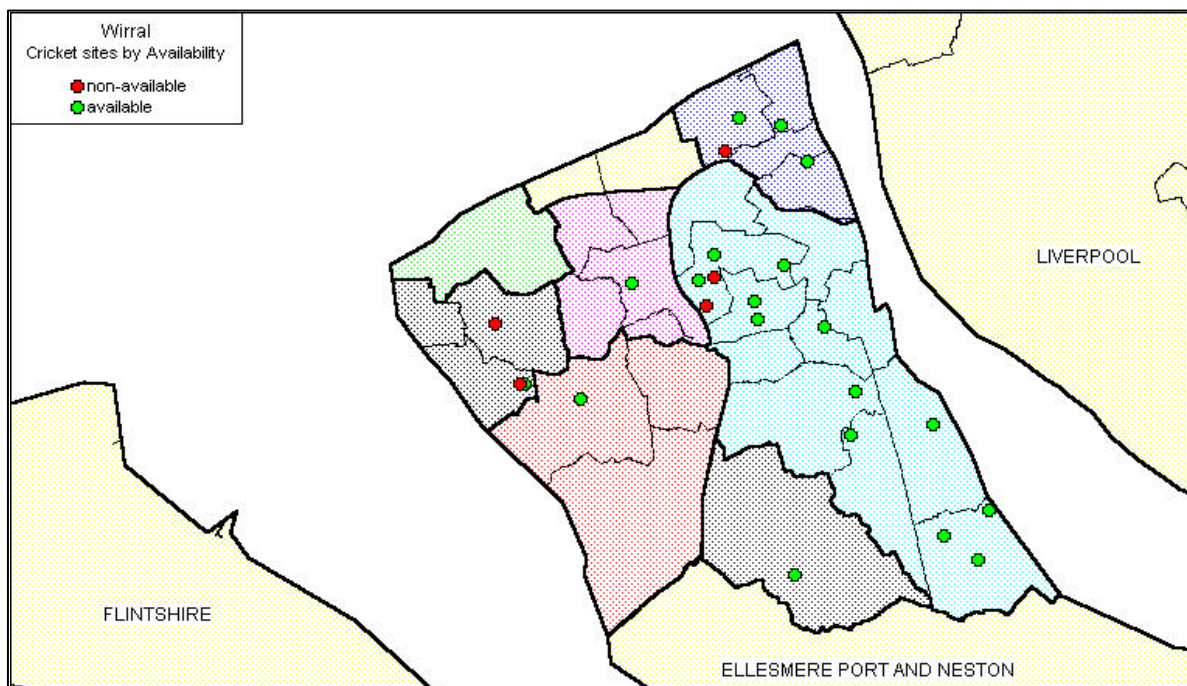 Wirral
Cricket sites by Availability
non-available
available
LIVERPOOL
FLINTSHIRE
ELLESMERE PORT AND NESTON